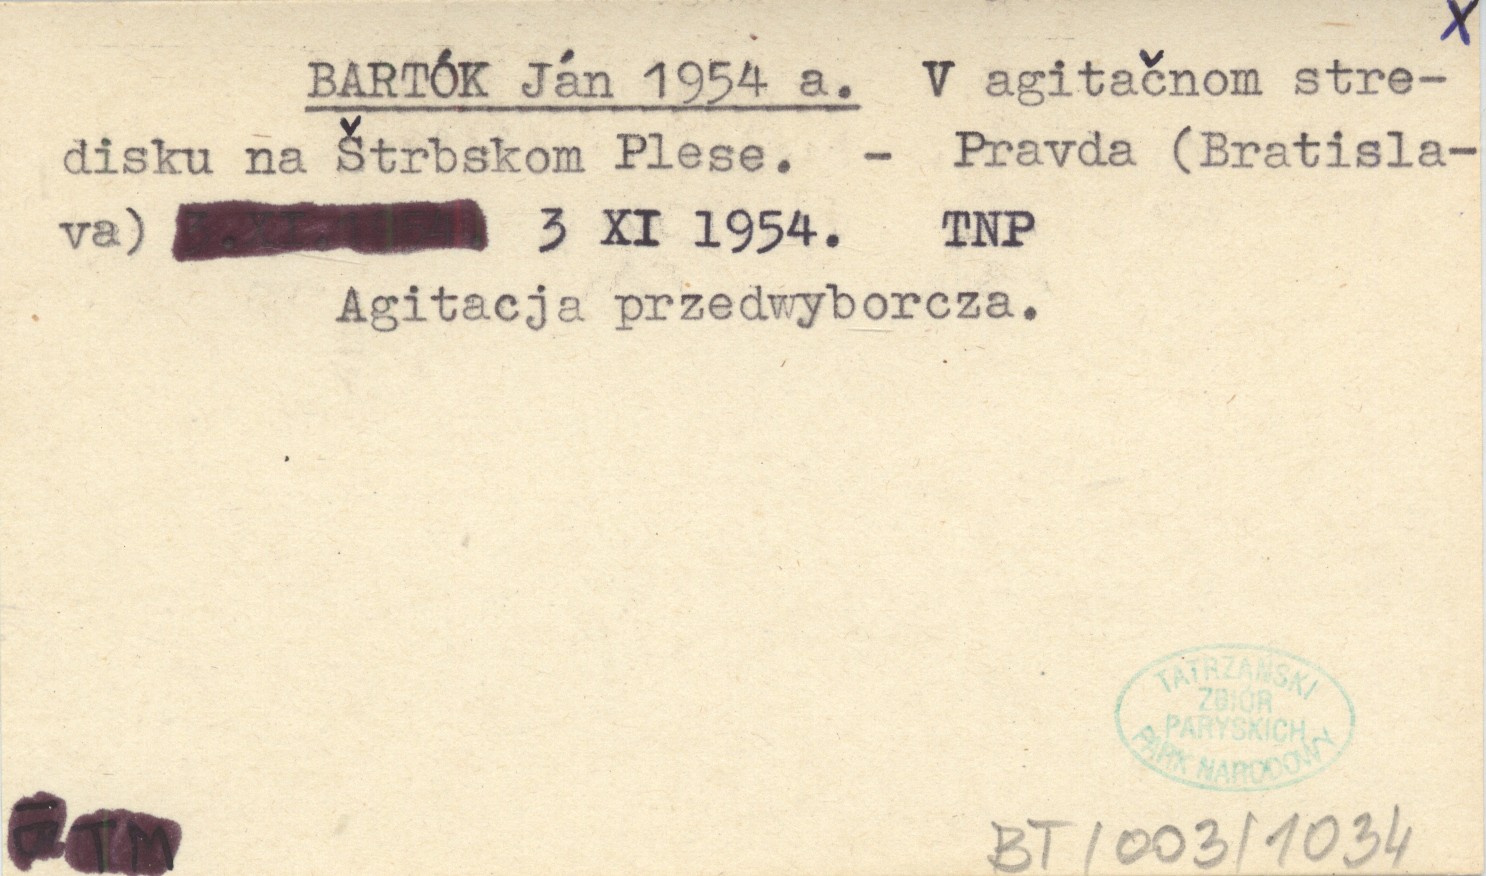 X
BARTÓK Ján 1954 a. V agitačnom stre-
disku na Štrbskom Plese. - Pravda (Bratisla-
va) 3 XI 1954. TNP
Agitacja przedwyborcza.
TATRZAŃSKI
ZBIÓR
PARYSKICH
PARK NARODOWY
TM
BT/003/1034